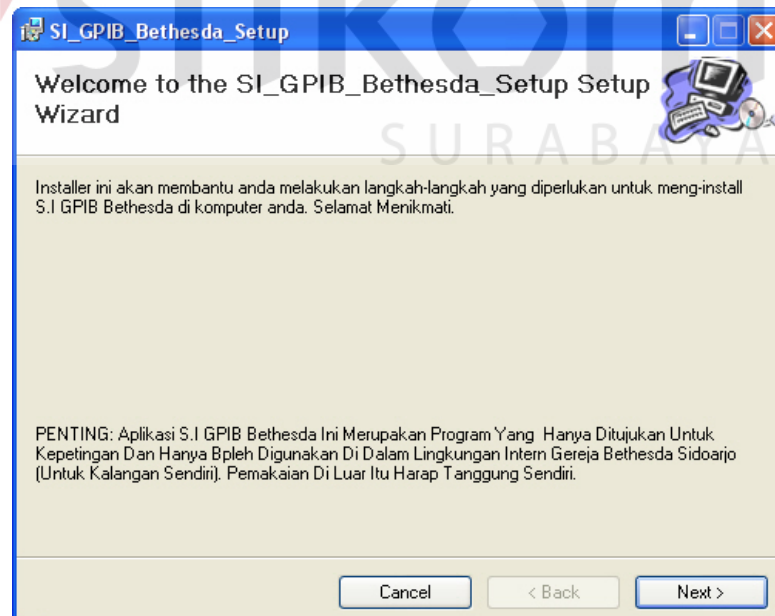 SI_GPIB_Bethesda_Setup
Welcome to the SI_GPIB_Bethesda_Setup Setup
Wizard
SURABAYA
Installer ini akan membantu anda melakukan langkah-langkah yang diperlukan untuk meng-install
S.I GPIB Bethesda di komputer anda. Selamat Menikmati.
PENTING: Aplikasi S.I GPIB Bethesda Ini Merupakan Program Yang Hanya Ditujukan Untuk
Kepetingan Dan Hanya Bpleh Digunakan Di Dalam Lingkungan Intern Gereja Bethesda Sidoarjo
(Untuk Kalangan Sendiri). Pemakaian Di Luar Itu Harap Tanggung Sendiri.
Cancel
< Back
Next >